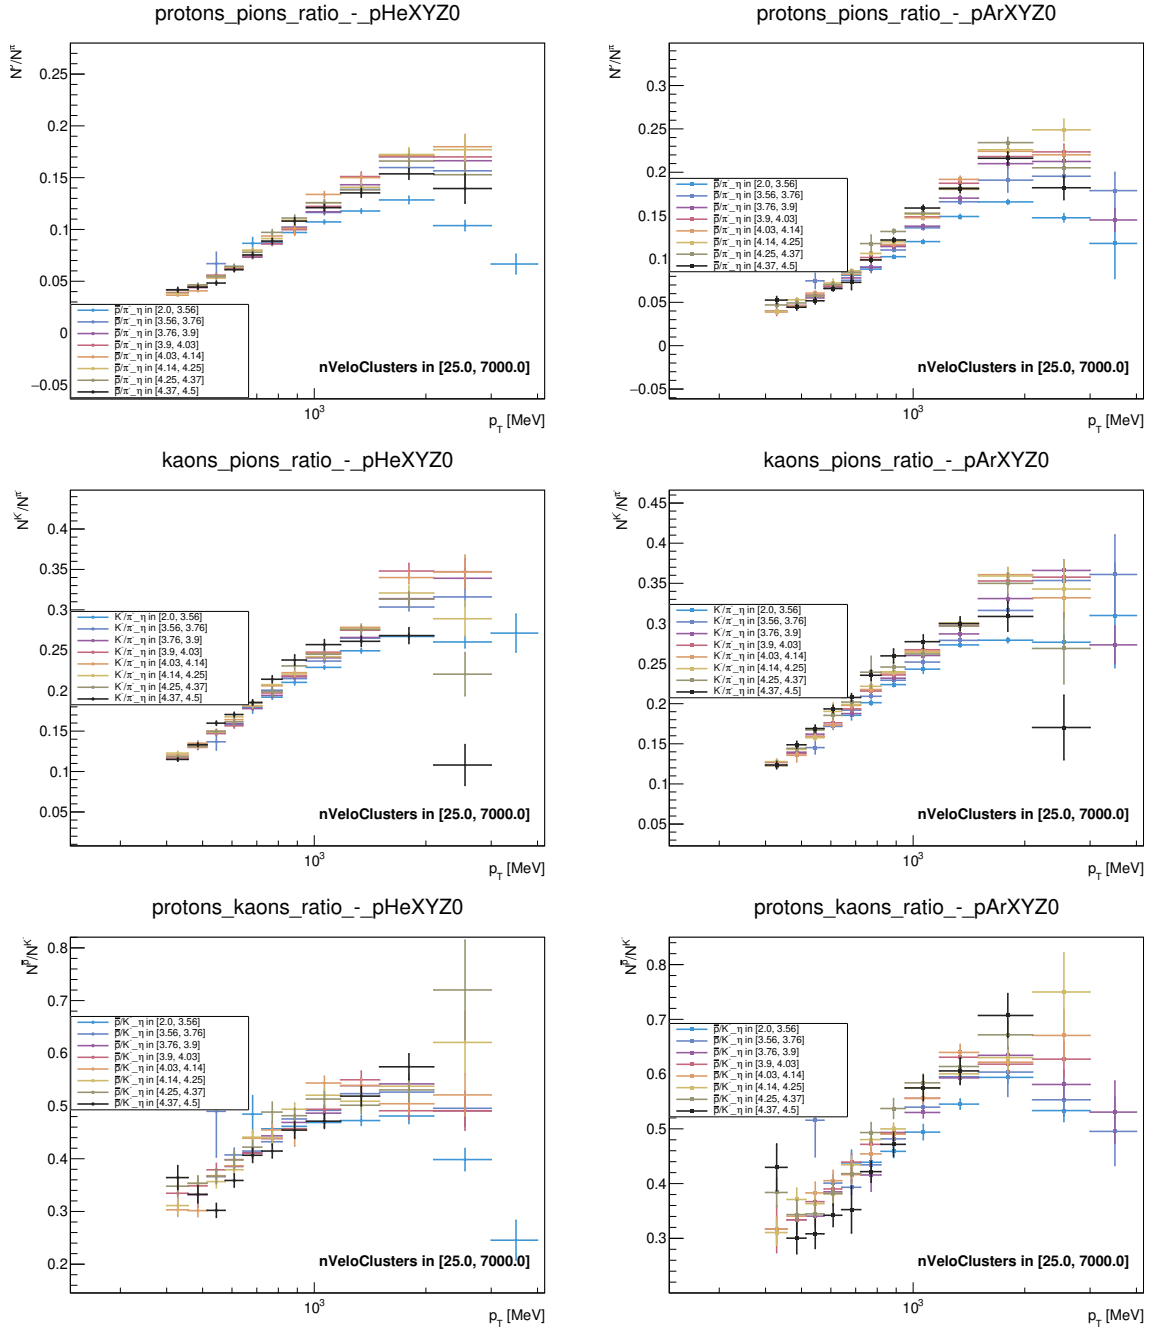 protons_pions_ratio_-_pHeXYZ0
N^p̅/N^π
0.25
0.2
0.15
0.1
0.05
0
−0.05
p̅/π⁻_η in [2.0, 3.56]
p̅/π⁻_η in [3.56, 3.76]
p̅/π⁻_η in [3.76, 3.9]
p̅/π⁻_η in [3.9, 4.03]
p̅/π⁻_η in [4.03, 4.14]
p̅/π⁻_η in [4.14, 4.25]
p̅/π⁻_η in [4.25, 4.37]
p̅/π⁻_η in [4.37, 4.5]
nVeloClusters in [25.0, 7000.0]
10³
p_T [MeV]
protons_pions_ratio_-_pArXYZ0
N^p̅/N^π
0.3
0.25
0.2
0.15
0.1
0.05
0
−0.05
p̅/π⁻_η in [2.0, 3.56]
p̅/π⁻_η in [3.56, 3.76]
p̅/π⁻_η in [3.76, 3.9]
p̅/π⁻_η in [3.9, 4.03]
p̅/π⁻_η in [4.03, 4.14]
p̅/π⁻_η in [4.14, 4.25]
p̅/π⁻_η in [4.25, 4.37]
p̅/π⁻_η in [4.37, 4.5]
nVeloClusters in [25.0, 7000.0]
10³
p_T [MeV]
kaons_pions_ratio_-_pHeXYZ0
N^K/N^π
0.4
0.35
0.3
0.25
0.2
0.15
0.1
0.05
K⁻/π⁻_η in [2.0, 3.56]
K⁻/π⁻_η in [3.56, 3.76]
K⁻/π⁻_η in [3.76, 3.9]
K⁻/π⁻_η in [3.9, 4.03]
K⁻/π⁻_η in [4.03, 4.14]
K⁻/π⁻_η in [4.14, 4.25]
K⁻/π⁻_η in [4.25, 4.37]
K⁻/π⁻_η in [4.37, 4.5]
nVeloClusters in [25.0, 7000.0]
10³
p_T [MeV]
kaons_pions_ratio_-_pArXYZ0
N^K/N^π
0.45
0.4
0.35
0.3
0.25
0.2
0.15
0.1
0.05
K⁻/π⁻_η in [2.0, 3.56]
K⁻/π⁻_η in [3.56, 3.76]
K⁻/π⁻_η in [3.76, 3.9]
K⁻/π⁻_η in [3.9, 4.03]
K⁻/π⁻_η in [4.03, 4.14]
K⁻/π⁻_η in [4.14, 4.25]
K⁻/π⁻_η in [4.25, 4.37]
K⁻/π⁻_η in [4.37, 4.5]
nVeloClusters in [25.0, 7000.0]
10³
p_T [MeV]
protons_kaons_ratio_-_pHeXYZ0
N^p̅/N^K
0.8
0.7
0.6
0.5
0.4
0.3
0.2
p̅/K⁻_η in [2.0, 3.56]
p̅/K⁻_η in [3.56, 3.76]
p̅/K⁻_η in [3.76, 3.9]
p̅/K⁻_η in [3.9, 4.03]
p̅/K⁻_η in [4.03, 4.14]
p̅/K⁻_η in [4.14, 4.25]
p̅/K⁻_η in [4.25, 4.37]
p̅/K⁻_η in [4.37, 4.5]
nVeloClusters in [25.0, 7000.0]
10³
p_T [MeV]
protons_kaons_ratio_-_pArXYZ0
N^p̅/N^K
0.8
0.7
0.6
0.5
0.4
0.3
p̅/K⁻_η in [2.0, 3.56]
p̅/K⁻_η in [3.56, 3.76]
p̅/K⁻_η in [3.76, 3.9]
p̅/K⁻_η in [3.9, 4.03]
p̅/K⁻_η in [4.03, 4.14]
p̅/K⁻_η in [4.14, 4.25]
p̅/K⁻_η in [4.25, 4.37]
p̅/K⁻_η in [4.37, 4.5]
nVeloClusters in [25.0, 7000.0]
10³
p_T [MeV]